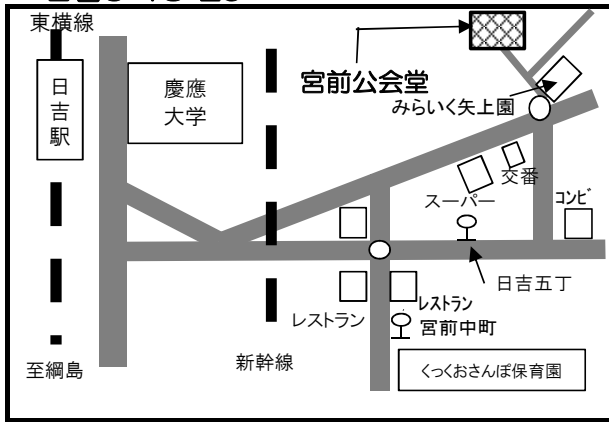 東横線
日吉駅
慶應
大学
宮前公会堂
みらいく矢上園
交番
スーパー
コンビ
日吉五丁
レストラン
レストラン
宮前中町
至綱島
新幹線
くっくおさんぽ保育園